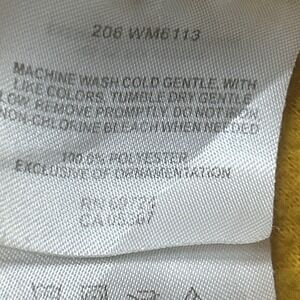 206 WM6113
MACHINE WASH COLD GENTLE, WITH
LIKE COLORS, TUMBLE DRY GENTLE
LOW. REMOVE PROMPTLY. DO NOT IRON.
NON-CHLORINE BLEACH WHEN NEEDED
100.0% POLYESTER
EXCLUSIVE OF ORNAMENTATION